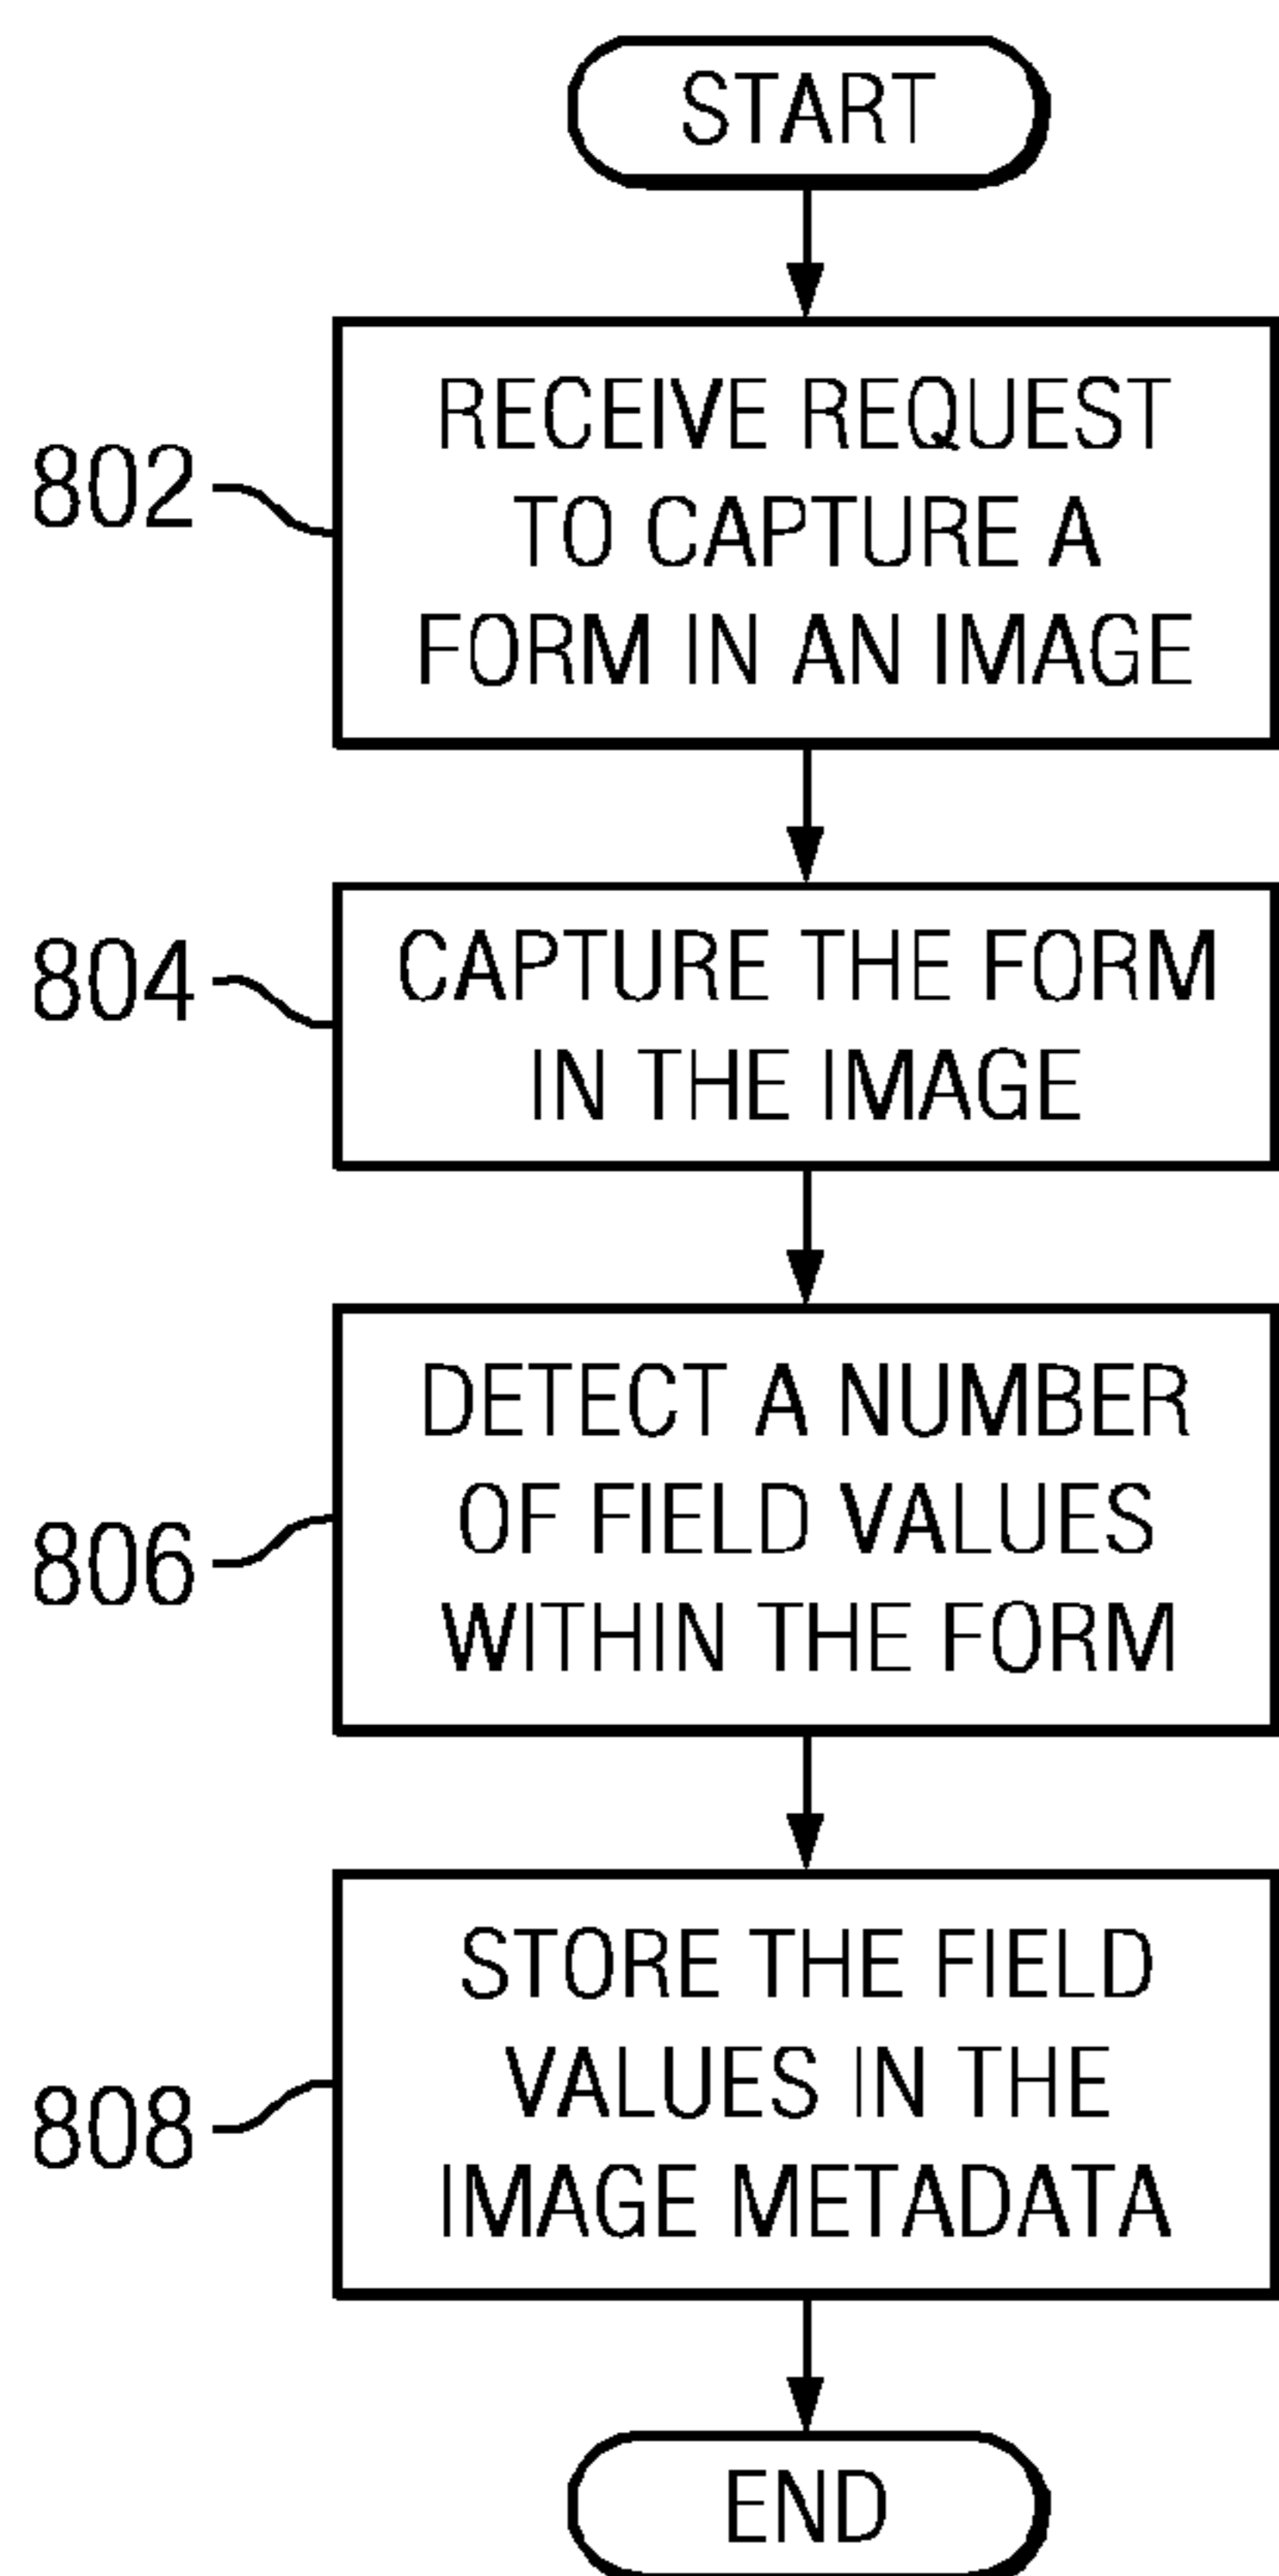 START
802
RECEIVE REQUEST
TO CAPTURE A
FORM IN AN IMAGE
804
CAPTURE THE FORM
IN THE IMAGE
806
DETECT A NUMBER
OF FIELD VALUES
WITHIN THE FORM
808
STORE THE FIELD
VALUES IN THE
IMAGE METADATA
END